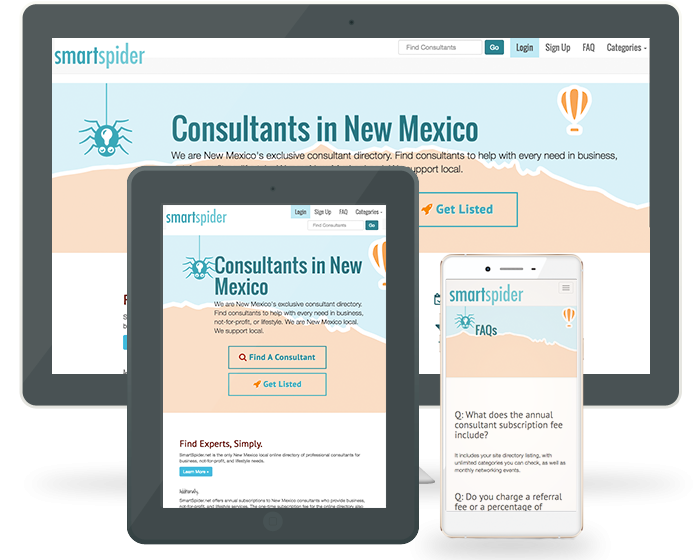 smartspider
Find Consultants Go Login Sign Up FAQ Categories
Consultants in New Mexico
We are New Mexico's exclusive consultant directory. Find consultants to help with every need in business,
support local.
Get Listed
F
smartspider
Login Sign Up FAQ Categories
Find Consultants Go
Consultants in New
Mexico
We are New Mexico's exclusive consultant directory.
Find consultants to help with every need in business,
not-for-profit, or lifestyle. We are New Mexico local.
We support local.
Find A Consultant
Get Listed
Find Experts, Simply.
SmartSpider.net is the only New Mexico local online directory of professional consultants for
business, not-for-profit, and lifestyle needs.
Learn More »
Naturally,
SmartSpider.net offers annual subscriptions to New Mexico consultants who provide business,
not-for-profit, and lifestyle services. The one-time subscription fee for the online directory also
smartspider
FAQs
Q: What does the annual
consultant subscription fee
include?
It includes your site directory listing, with
unlimited categories you can check, as well as
monthly networking events.
Q: Do you charge a referral
fee or a percentage of